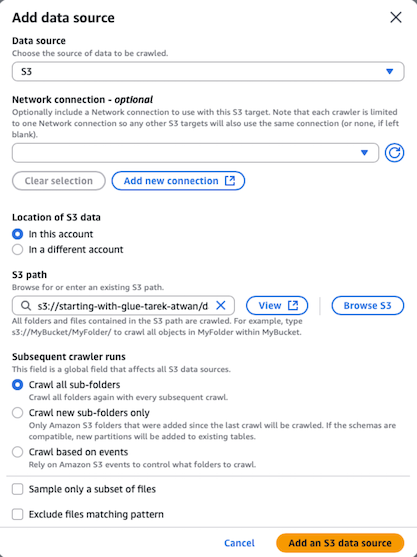 Add data source
Data source
Choose the source of data to be crawled.
S3
Network connection - optional
Optionally include a Network connection to use with this S3 target. Note that each crawler is limited
to one Network connection so any other S3 targets will also use the same connection (or none, if left
blank).
Clear selection
Add new connection
Location of S3 data
In this account
In a different account
S3 path
Browse for or enter an existing S3 path.
s3://starting-with-glue-tarek-atwan/d
View
Browse S3
All folders and files contained in the S3 path are crawled. For example, type
s3://MyBucket/MyFolder/ to crawl all objects in MyFolder within MyBucket.
Subsequent crawler runs
This field is a global field that affects all S3 data sources.
Crawl all sub-folders
Crawl all folders again with every subsequent crawl.
Crawl new sub-folders only
Only Amazon S3 folders that were added since the last crawl will be crawled. If the schemas are
compatible, new partitions will be added to existing tables.
Crawl based on events
Rely on Amazon S3 events to control what folders to crawl.
Sample only a subset of files
Exclude files matching pattern
Cancel
Add an S3 data source